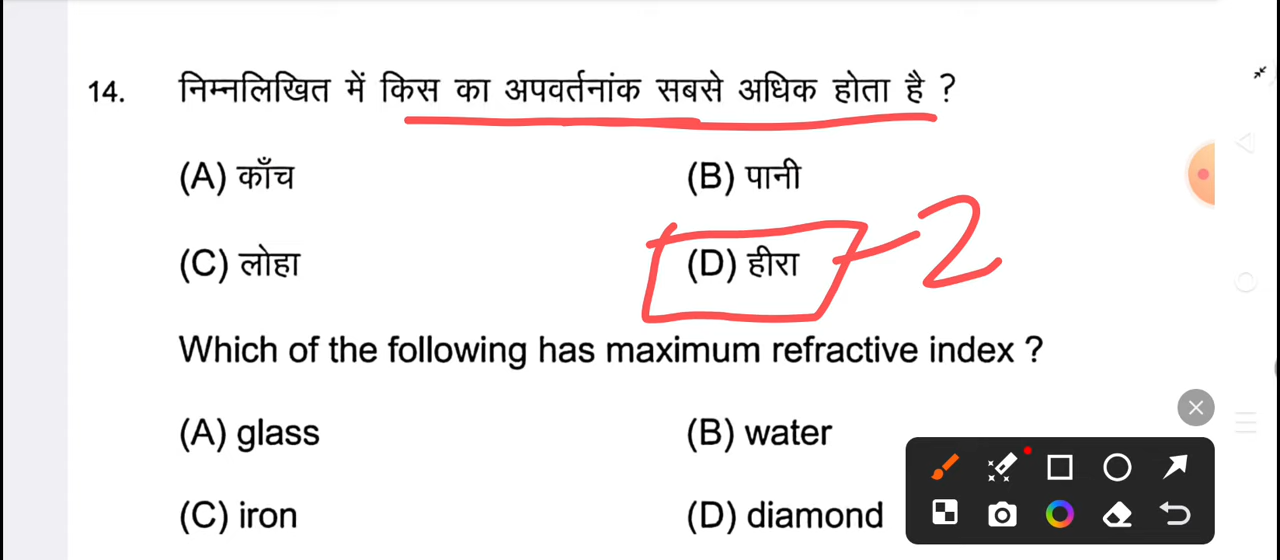 14. निम्नलिखित में किस का अपवर्तनांक सबसे अधिक होता है ?
(A) काँच (B) पानी
(C) लोहा (D) हीरा 2
Which of the following has maximum refractive index ?
(A) glass (B) water
(C) iron (D) diamond